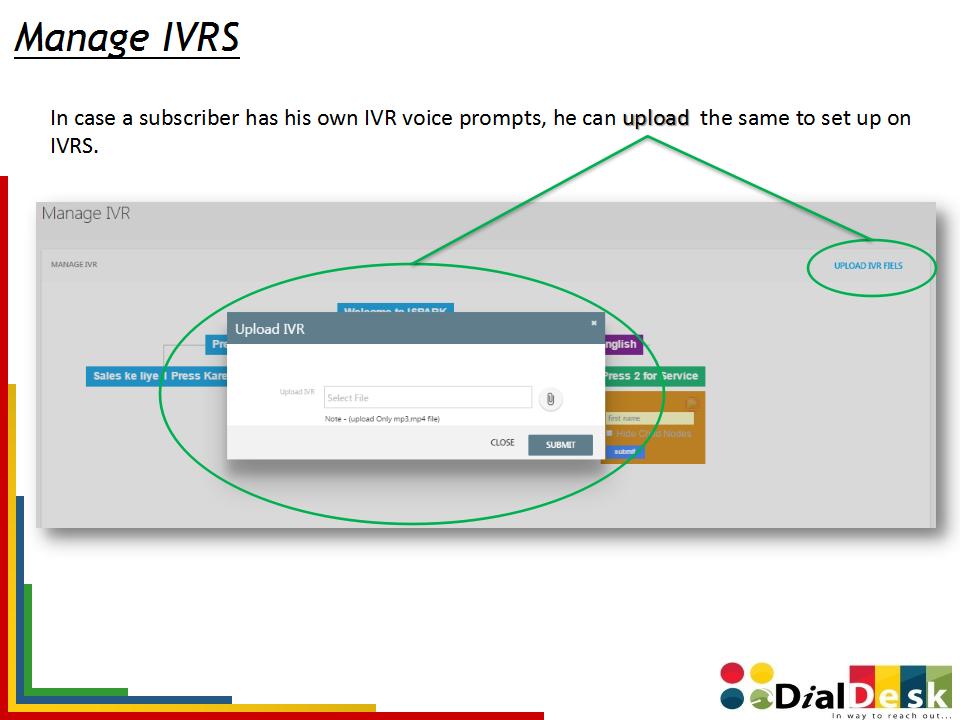 Manage IVRS
In case a subscriber has his own IVR voice prompts, he can upload the same to set up on
IVRS.
Manage IVR
MANAGE IVR
UPLOAD IVR FIELS
Welcome to ISPARK
Upload IVR
nglish
Sales ke liye 1 Press Kare
Press 2 for Service
Upload IVR
Select File
first name
Note - (upload Only mp3.mp4 file)
Hide Child Nodes
CLOSE
SUBMIT
submit
DialDesk
In way to reach out...